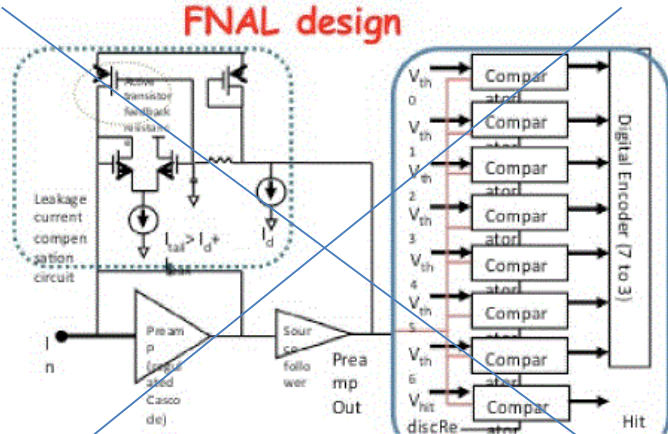 FNAL design
Active
transistor
feedback
Leakage
current
compen
sation
circuit
I tail > I d +
I d
I
n
Pream
p
ated
Casco
de)
Sour
ce
follo
wer
Prea
mp
Out
V th
0
V th
1
V th
2
V th
3
V th
4
V th
5
V th
6
V hit
discRe
Compar
ator
Compar
ator
Compar
ator
Compar
ator
Compar
ator
Compar
ator
Compar
ator
Compar
ator
Digital Encoder (7 to 3)
Hit